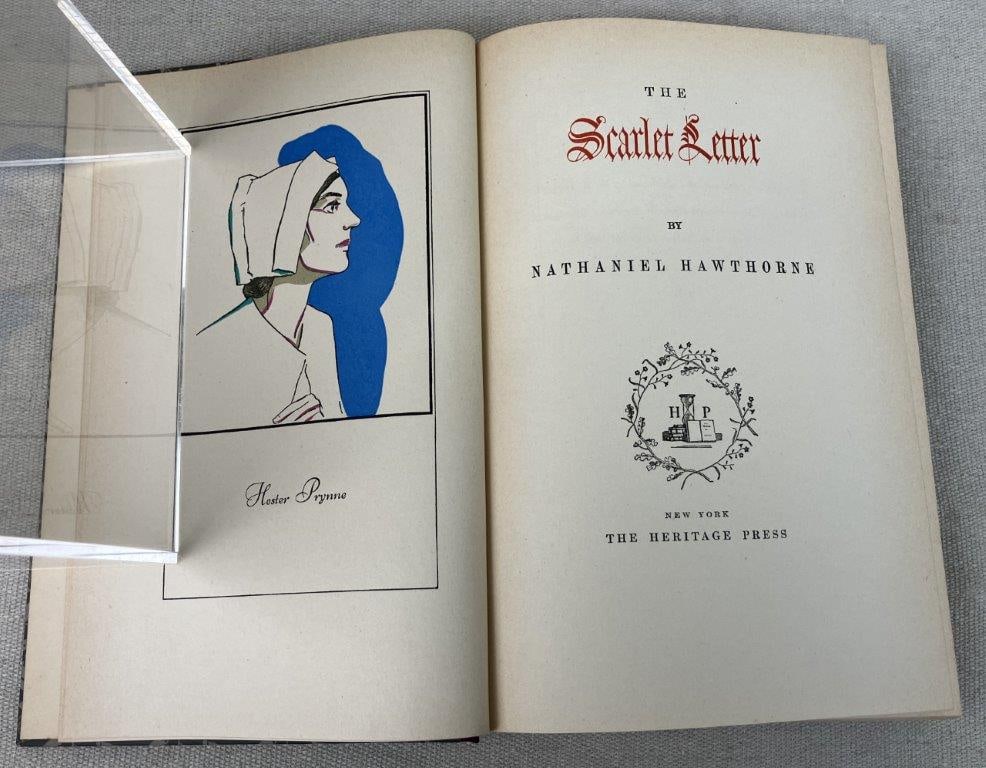 Hester Prynne
THE
Scarlet Letter
BY
NATHANIEL HAWTHORNE
H P
NEW YORK
THE HERITAGE PRESS